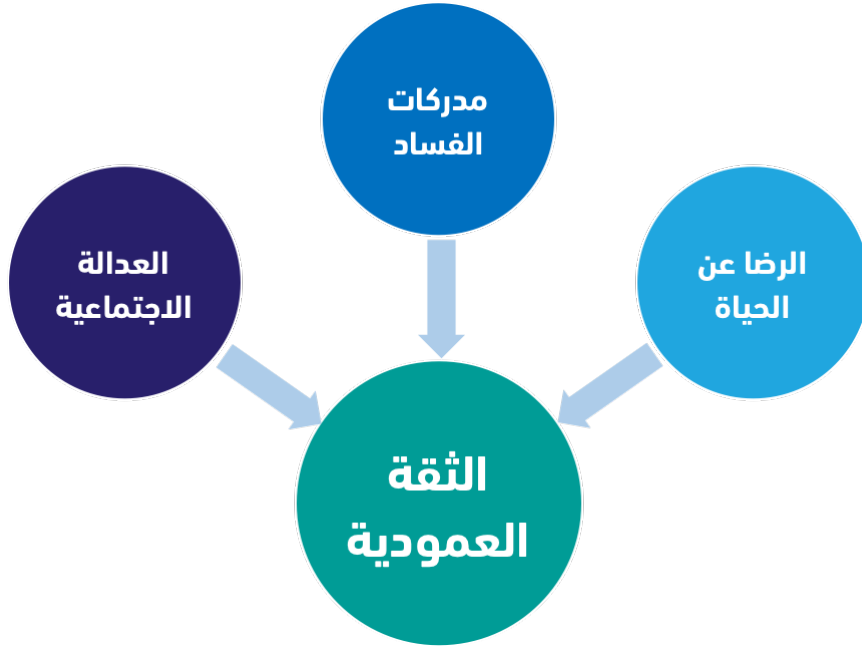 مدركات
الفساد
الرضا عن
الحياة
العدالة
الاجتماعية
الثقة
العمودية